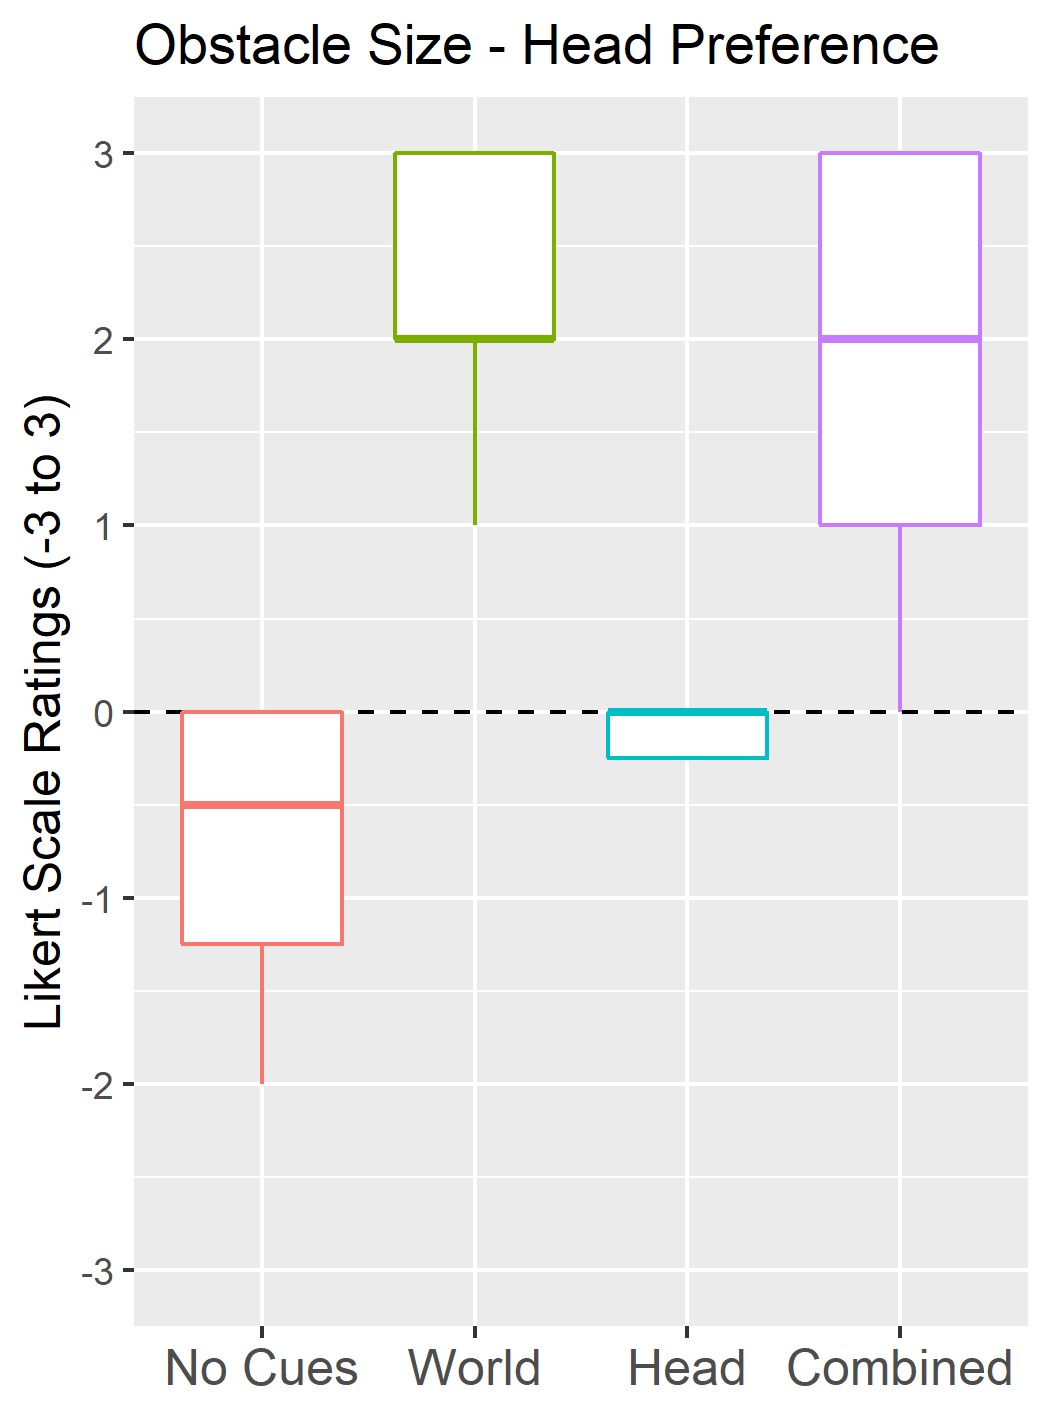 Obstacle Size - Head Preference
Likert Scale Ratings (-3 to 3)
3
2
1
0
-1
-2
-3
No Cues World Head Combined